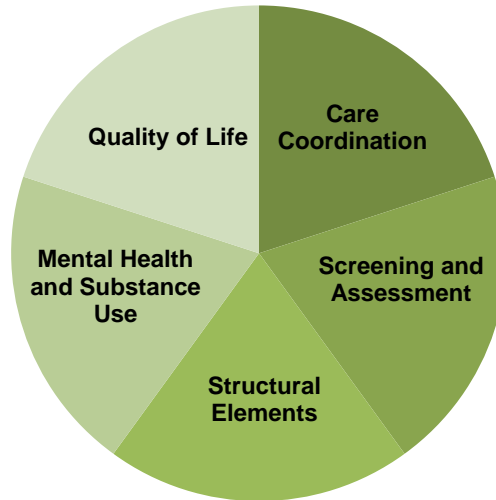 Care
Coordination
Screening and
Assessment
Structural
Elements
Mental Health
and Substance
Use
Quality of Life